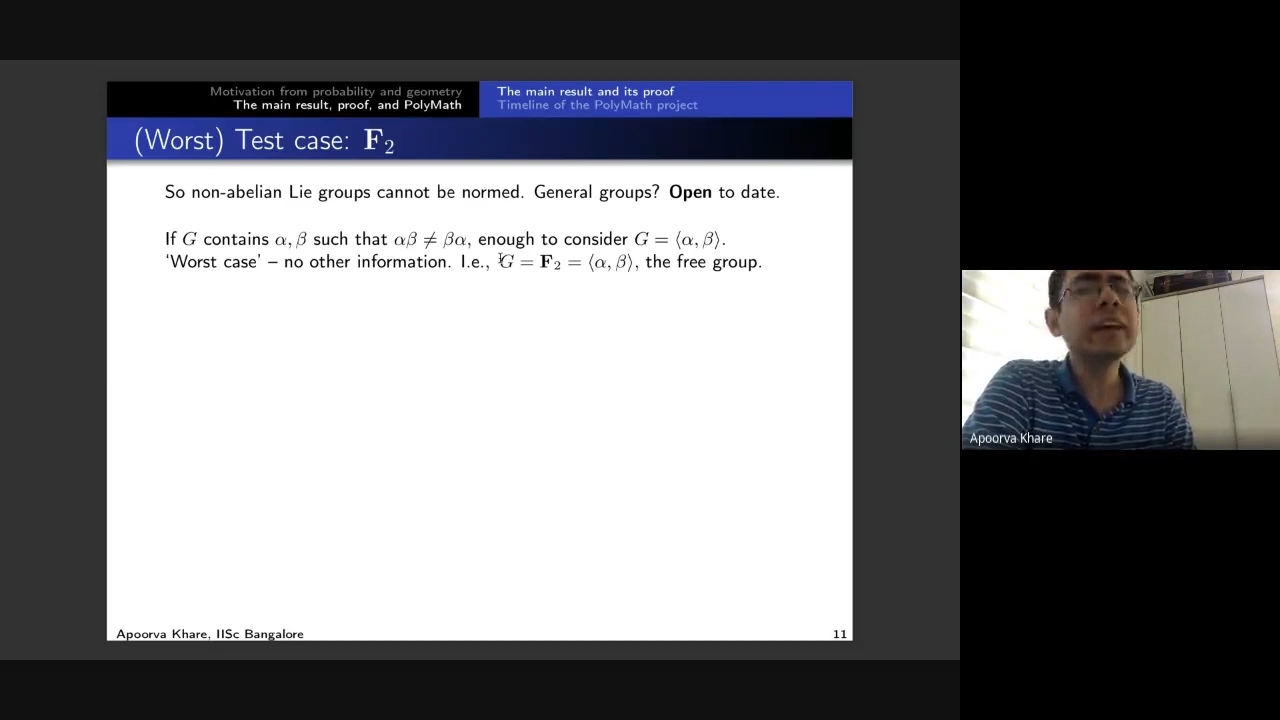 Motivation from probability and geometry
The main result, proof, and PolyMath
The main result and its proof
Timeline of the PolyMath project
(Worst) Test case: F₂
So non-abelian Lie groups cannot be normed. General groups? Open to date.
If G contains α, β such that αβ ≠ βα, enough to consider G = ⟨α, β⟩.
‘Worst case’ – no other information. I.e., G = F₂ = ⟨α, β⟩, the free group.
Apoorva Khare, IISc Bangalore
11
Apoorva Khare